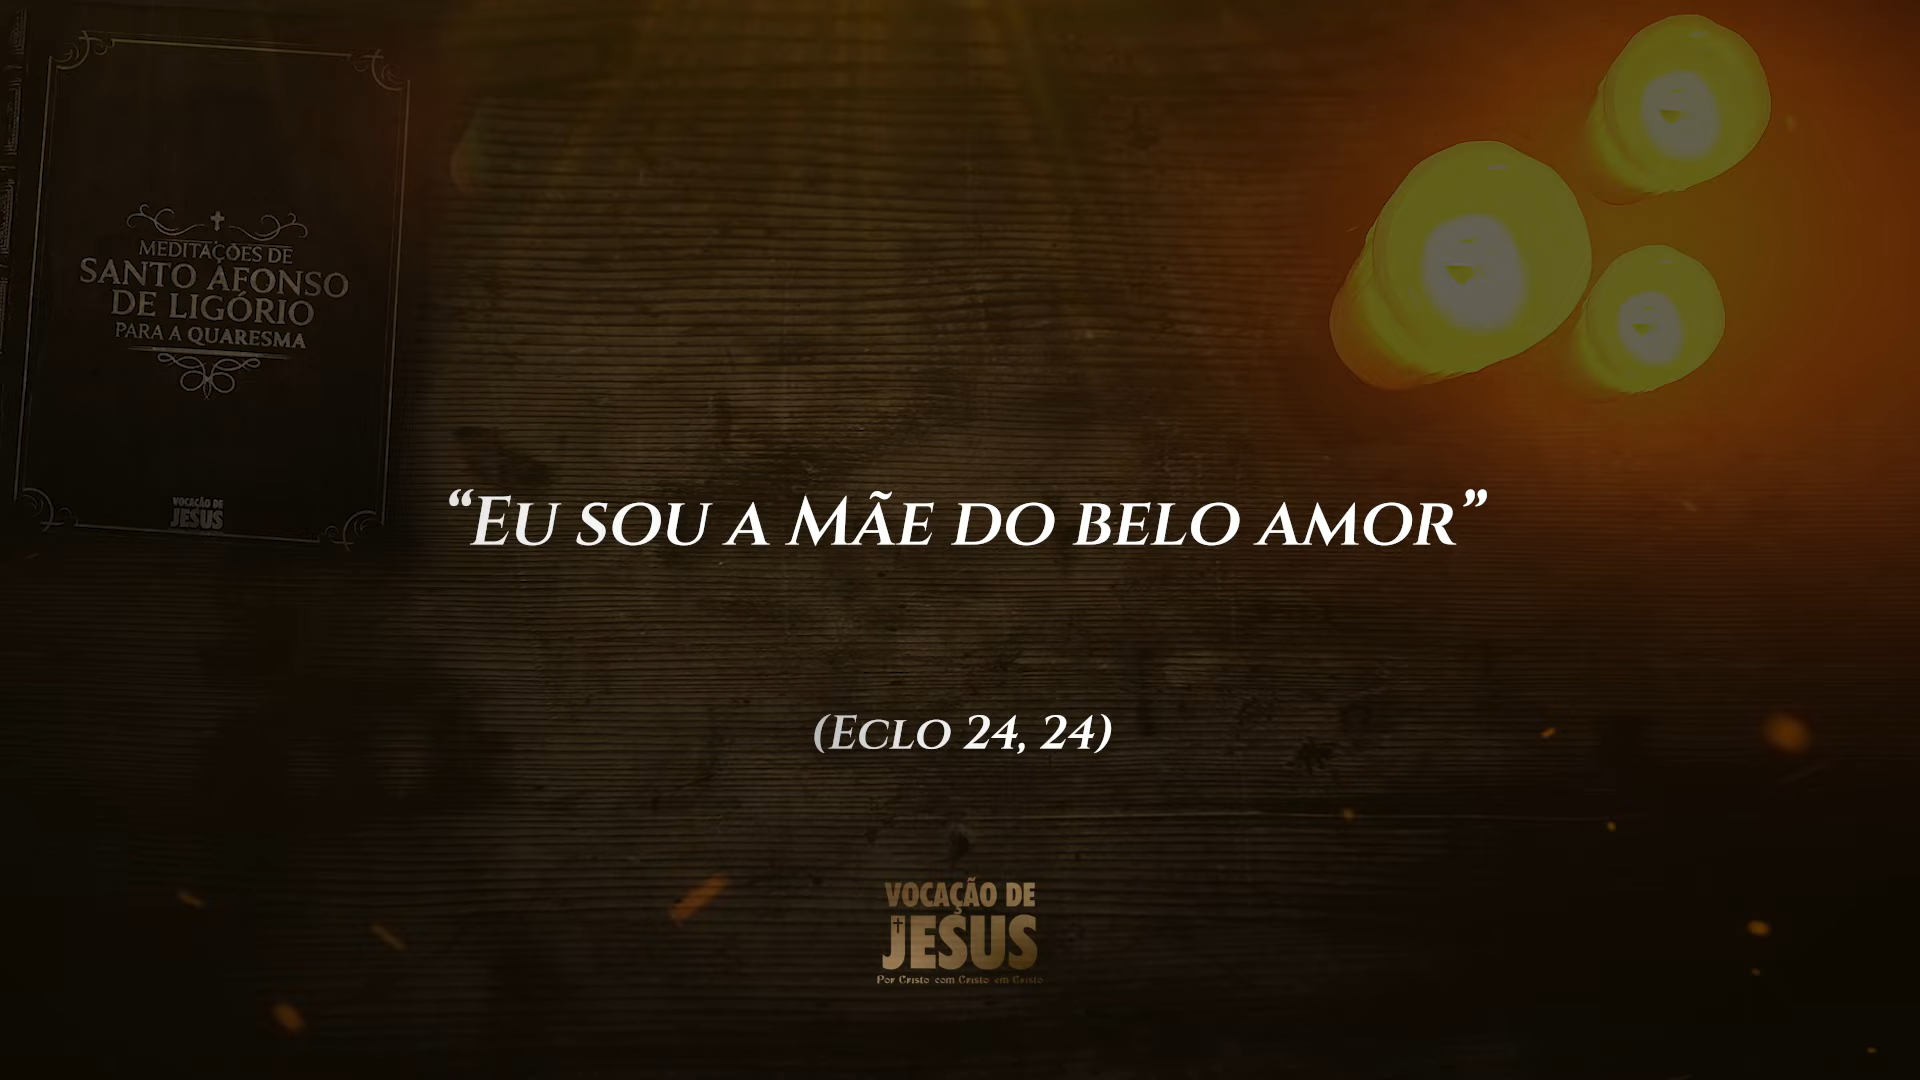 MEDITAÇÕES DE
SANTO AFONSO
DE LIGÓRIO
PARA A QUARESMA
VOCAÇÃO DE
JESUS
“Eu sou a Mãe do belo amor”
(Eclo 24, 24)
VOCAÇÃO DE
JESUS
Por Cristo com Cristo em Cristo